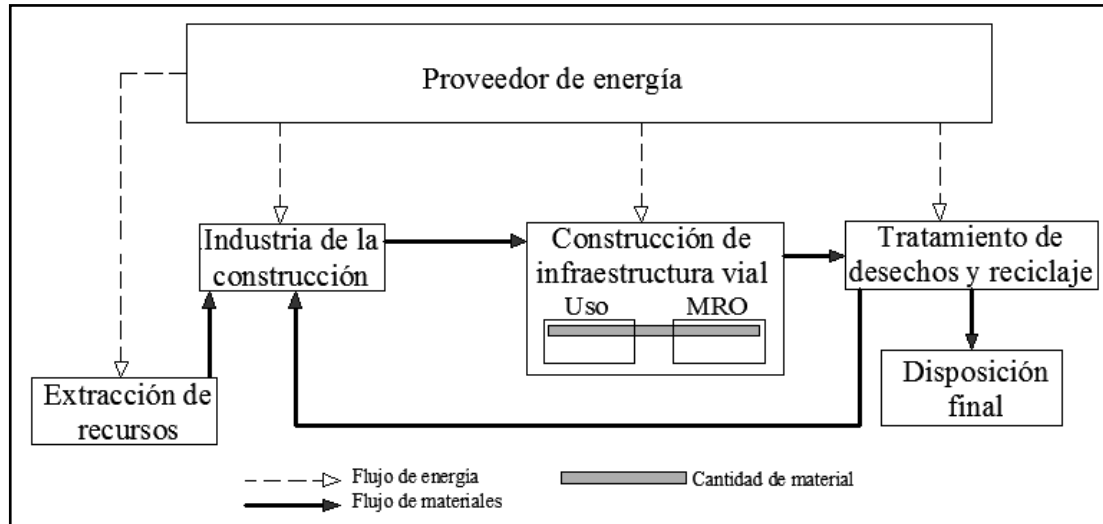 Proveedor de energía
Industria de la
construcción
Construcción de
infraestructura vial
Uso
MRO
Tratamiento de
desechos y reciclaje
Extracción de
recursos
Disposición
final
Flujo de energía
Flujo de materiales
Cantidad de material